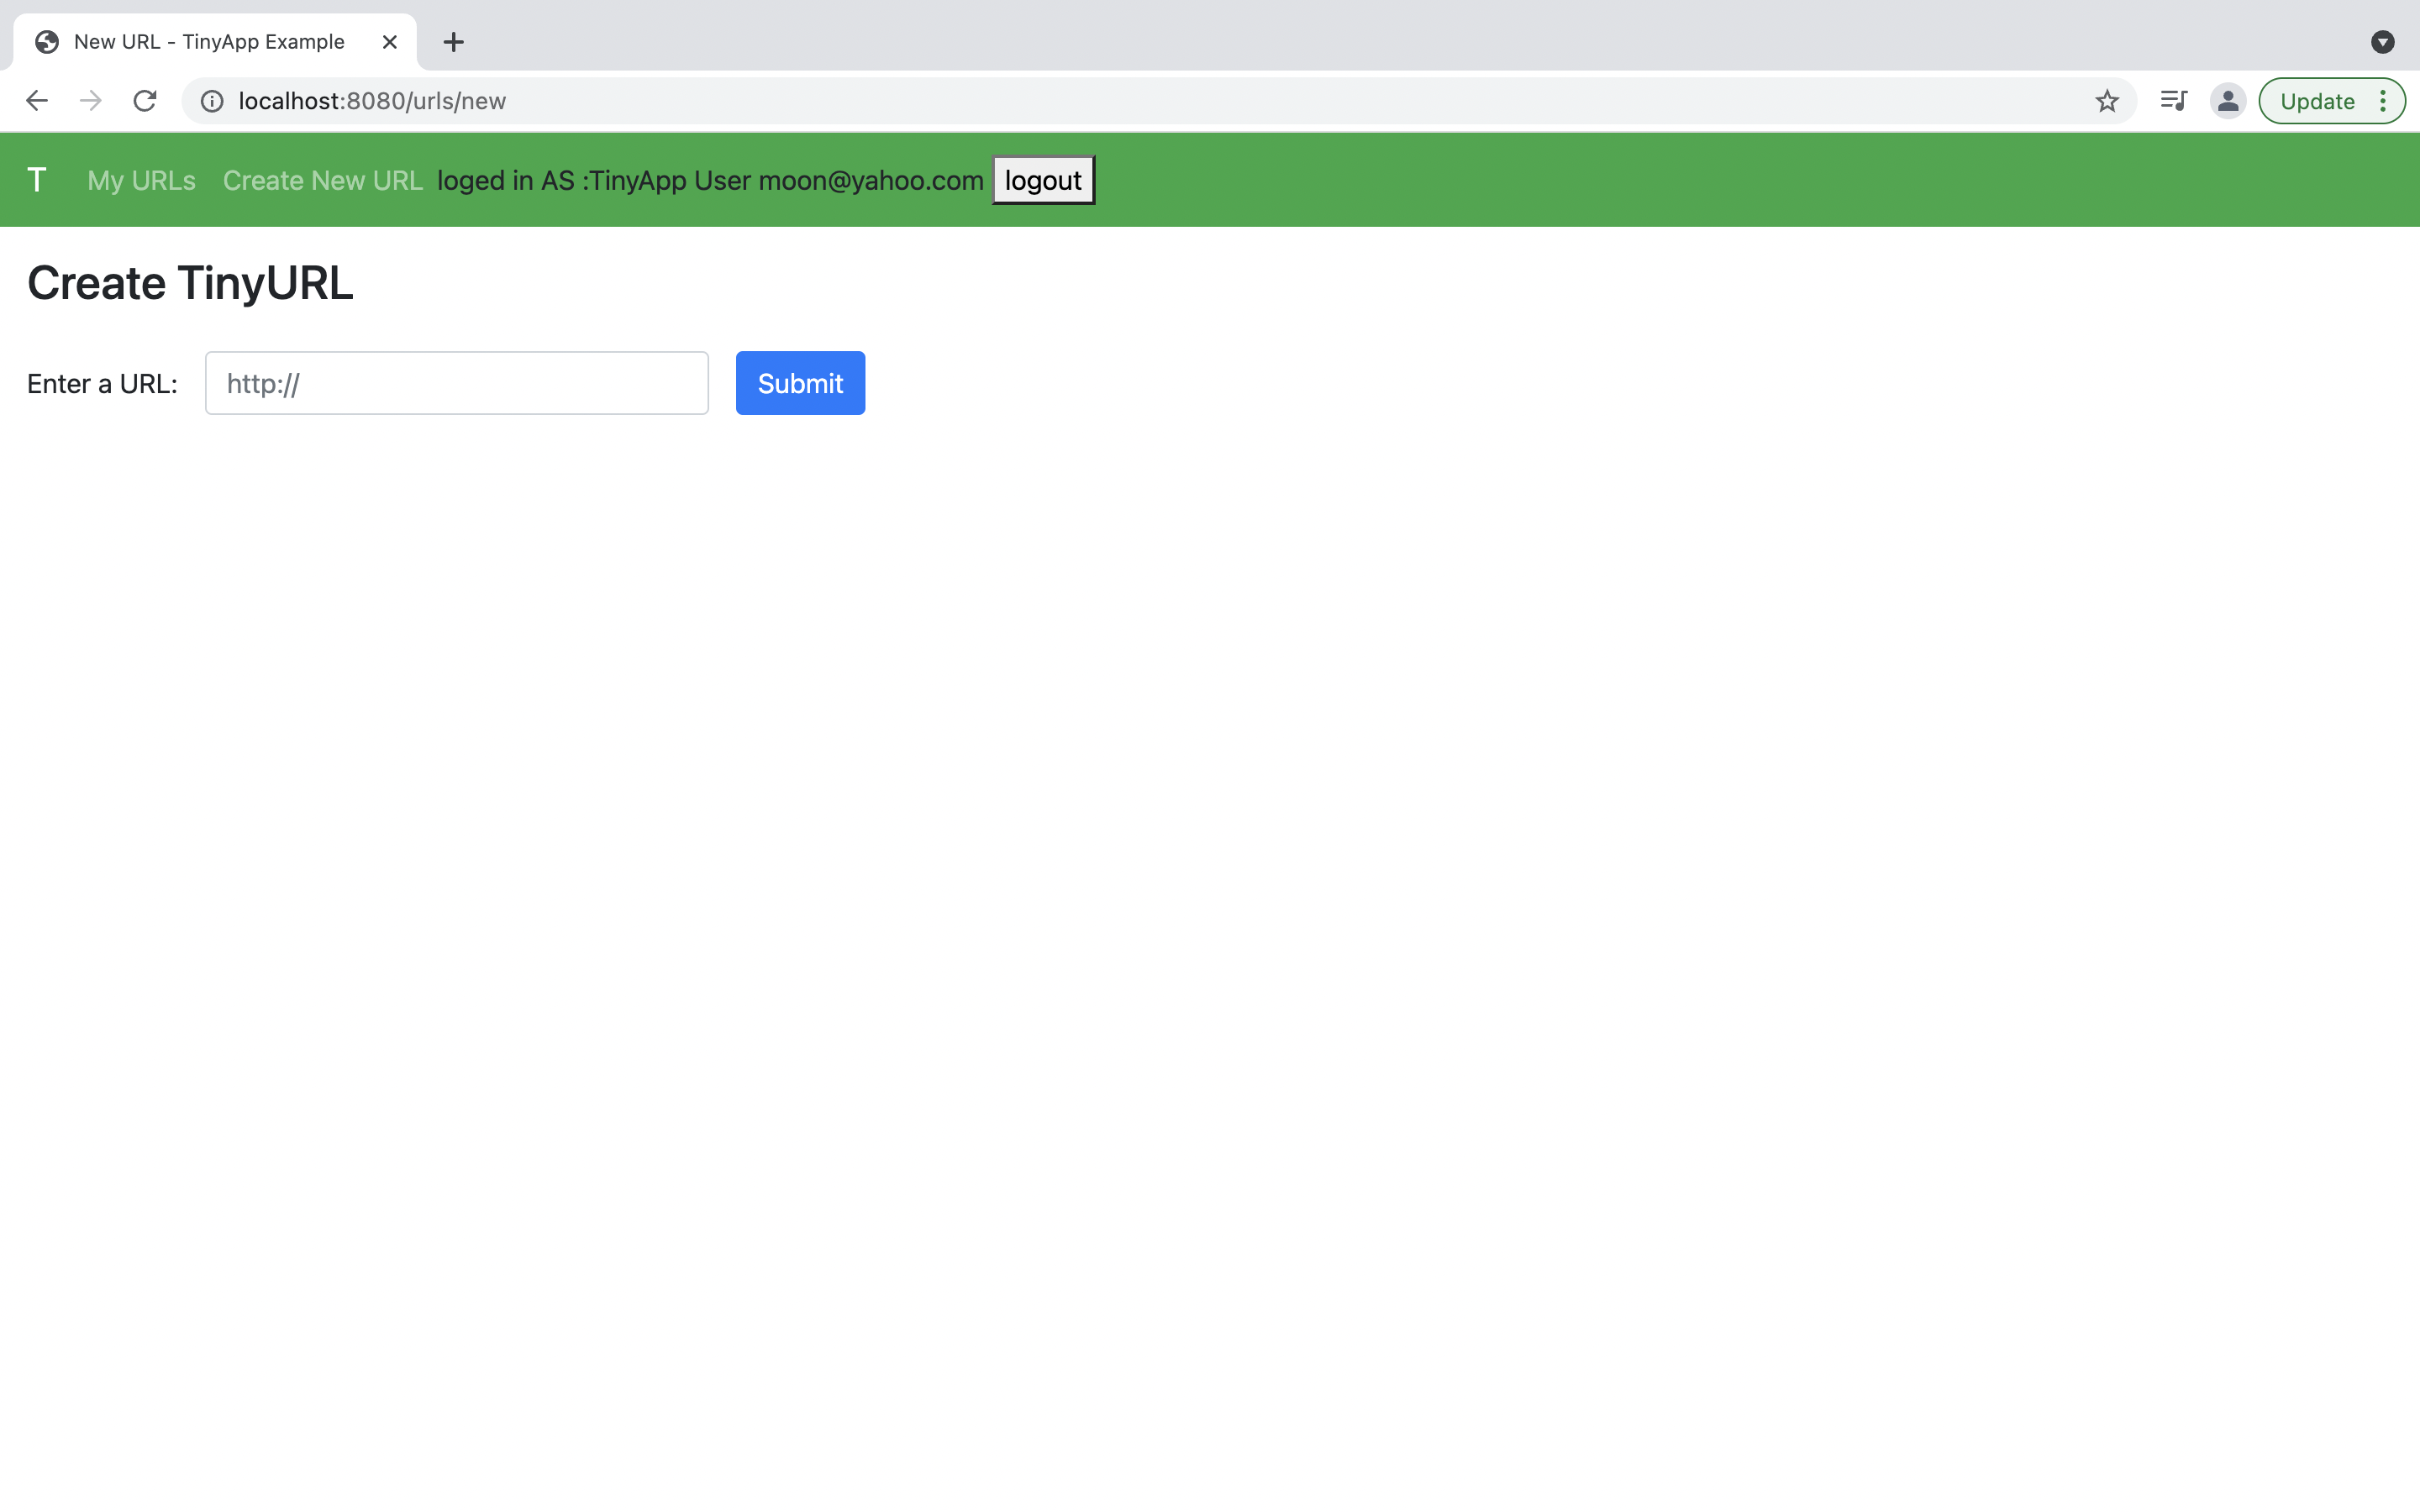 New URL - TinyApp Example
localhost:8080/urls/new
Update
T My URLs Create New URL loged in AS :TinyApp User moon@yahoo.com logout
Create TinyURL
Enter a URL: http:// Submit